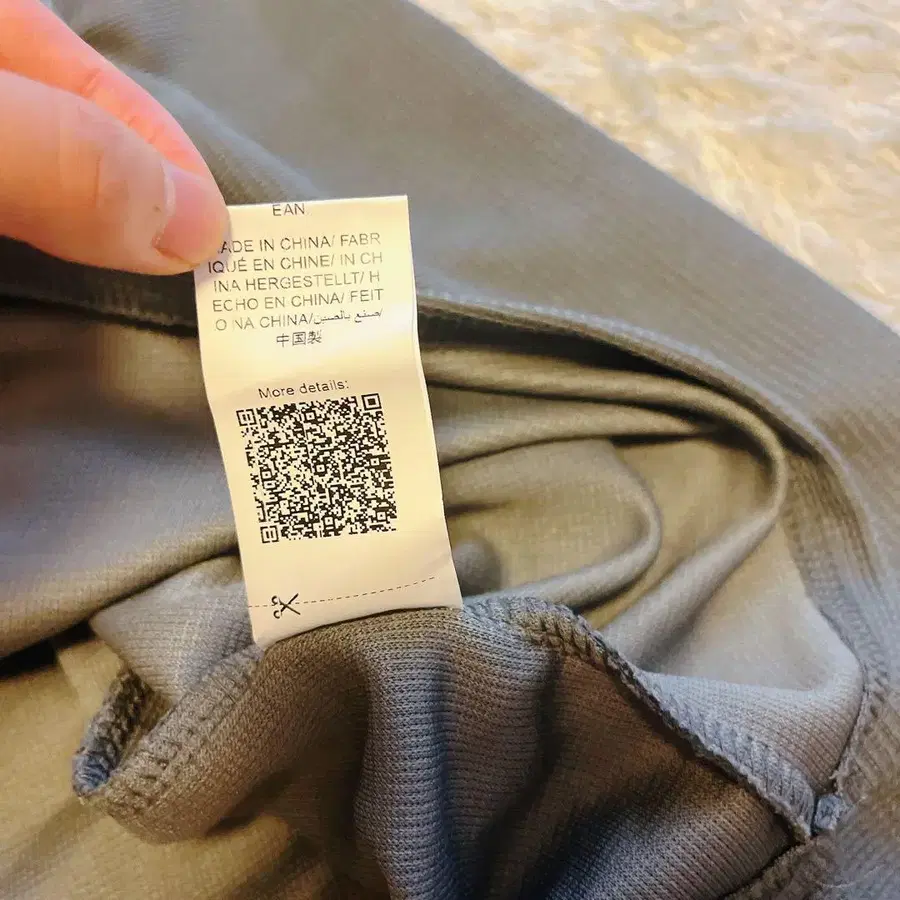 EAN
MADE IN CHINA/ FABR
IQUÉ EN CHINE/ IN CH
INA HERGESTELLT/ H
ECHO EN CHINA/ FEIT
O NA CHINA/صنع بالصين/
中国製
More details: